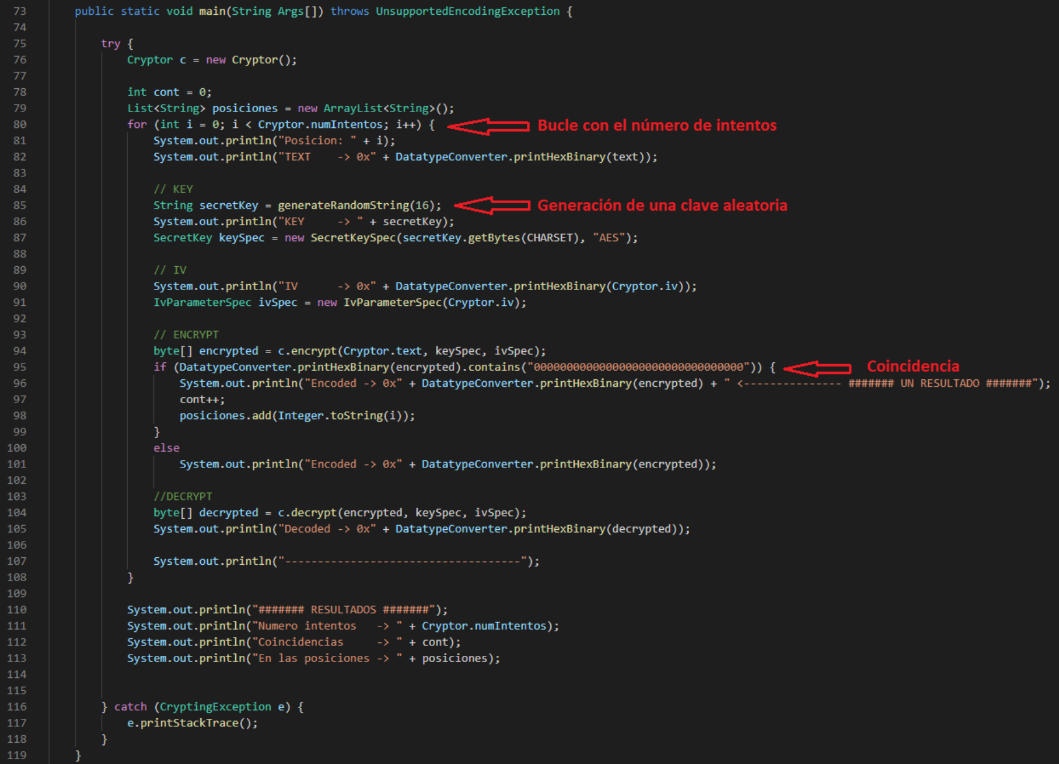 73 public static void main(String Args[]) throws UnsupportedEncodingException {
74
75 try {
76 Cryptor c = new Cryptor();
77
78 int cont = 0;
79 List<String> posiciones = new ArrayList<String>();
80 for (int i = 0; i < Cryptor.numIntentos; i++) { Bucle con el número de intentos
81 System.out.println("Posicion: " + i);
82 System.out.println("TEXT    -> 0x" + DatatypeConverter.printHexBinary(text));
83
84 // KEY
85 String secretKey = generateRandomString(16); Generación de una clave aleatoria
86 System.out.println("KEY     -> " + secretKey);
87 SecretKey keySpec = new SecretKeySpec(secretKey.getBytes(CHARSET), "AES");
88
89 // IV
90 System.out.println("IV      -> 0x" + DatatypeConverter.printHexBinary(Cryptor.iv));
91 IvParameterSpec ivSpec = new IvParameterSpec(Cryptor.iv);
92
93 // ENCRYPT
94 byte[] encrypted = c.encrypt(Cryptor.text, keySpec, ivSpec);
95 if (DatatypeConverter.printHexBinary(encrypted).contains("00000000000000000000000000000000")) { Coincidencia
96 System.out.println("Encoded -> 0x" + DatatypeConverter.printHexBinary(encrypted) + " <--------------- ####### UN RESULTADO #######");
97 cont++;
98 posiciones.add(Integer.toString(i));
99 }
100 else
101 System.out.println("Encoded -> 0x" + DatatypeConverter.printHexBinary(encrypted));
102
103 //DECRYPT
104 byte[] decrypted = c.decrypt(encrypted, keySpec, ivSpec);
105 System.out.println("Decoded -> 0x" + DatatypeConverter.printHexBinary(decrypted));
106
107 System.out.println("------------------------------------");
108 }
109
110 System.out.println("####### RESULTADOS #######");
111 System.out.println("Numero intentos   -> " + Cryptor.numIntentos);
112 System.out.println("Coincidencias     -> " + cont);
113 System.out.println("En las posiciones -> " + posiciones);
114
115
116 } catch (CryptingException e) {
117 e.printStackTrace();
118 }
119 }